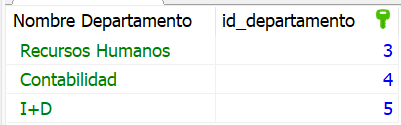 Nombre Departamento id_departamento
Recursos Humanos 3
Contabilidad 4
I+D 5